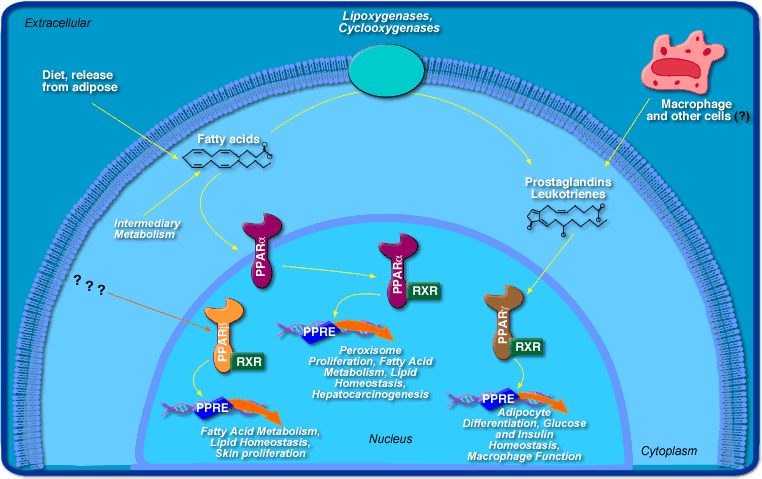 Extracellular
Lipoxygenases,
Cyclooxygenases
Diet, release
from adipose
Macrophage
and other cells (?)
Fatty acids
Prostaglandins
Leukotrienes
Intermediary
Metabolism
PPARα
PPARα
RXR
? ? ?
PPARγ
RXR
PPRE
RXR
Peroxisome
Proliferation, Fatty Acid
Metabolism, Lipid
Homeostasis,
Hepatocarcinogenesis
PPRE
Fatty Acid Metabolism,
Lipid Homeostasis,
Skin proliferation
PPRE
Adipocyte
Differentiation, Glucose
and Insulin
Homeostasis,
Macrophage Function
Nucleus
Cytoplasm